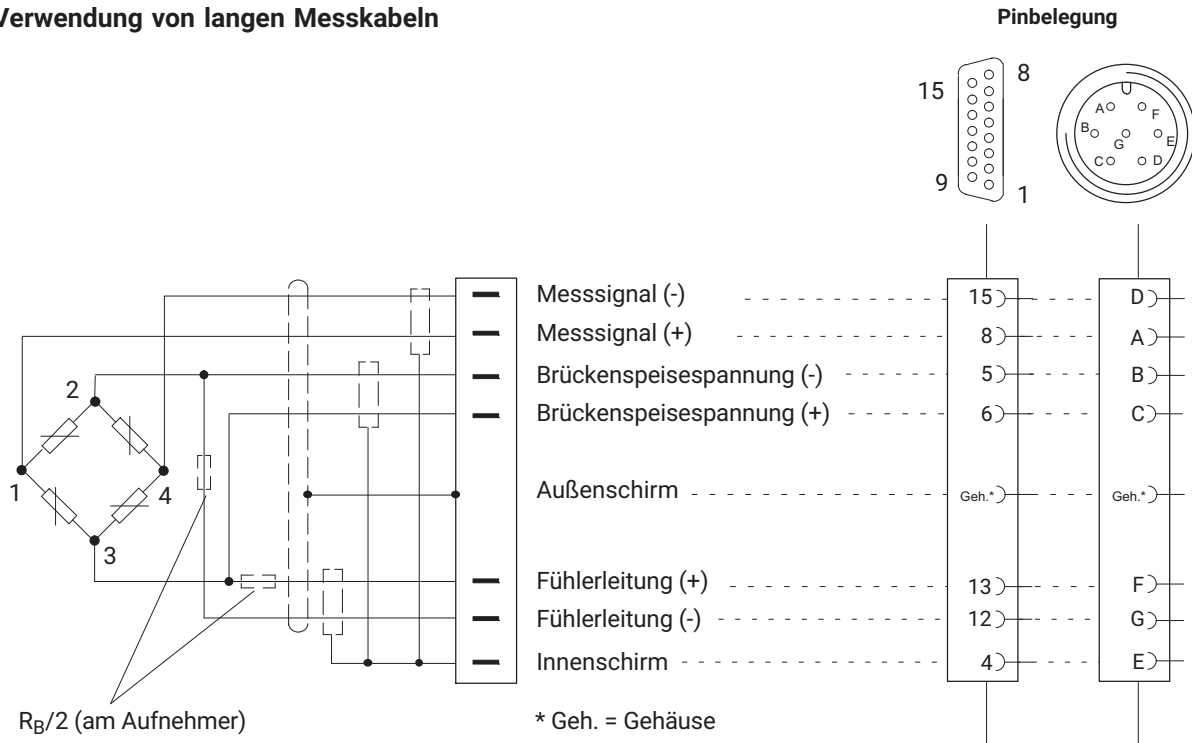 Verwendung von langen Messkabeln
Pinbelegung
15
8
9
1
A
F
B
G
E
C
D
Messsignal (-)
15
D
Messsignal (+)
8
A
Brückenspeisespannung (-)
5
B
Brückenspeisespannung (+)
6
C
2
1
4
3
Außenschirm
Geh.*
Geh.*
Fühlerleitung (+)
13
F
Fühlerleitung (-)
12
G
Innenschirm
4
E
RB/2 (am Aufnehmer)
* Geh. = Gehäuse